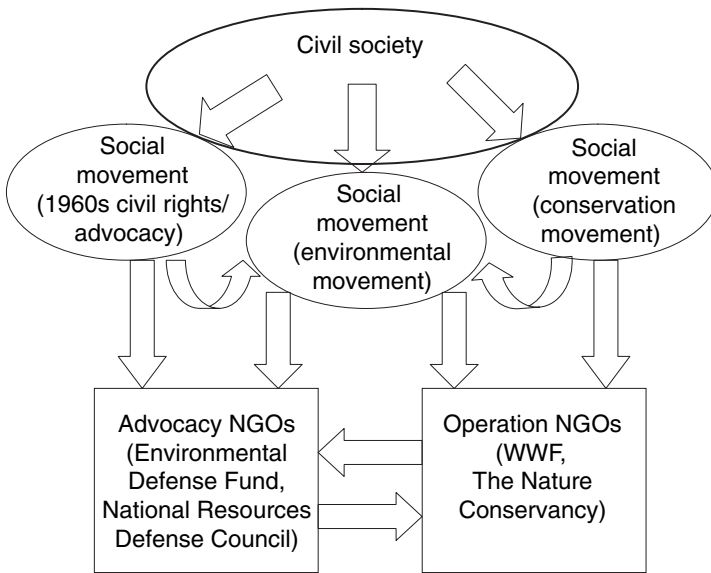 Civil society
Social
movement
(1960s civil rights/
advocacy)
Social
movement
(environmental
movement)
Social
movement
(conservation
movement)
Advocacy NGOs
(Environmental
Defense Fund,
National Resources
Defense Council)
Operation NGOs
(WWF,
The Nature
Conservancy)